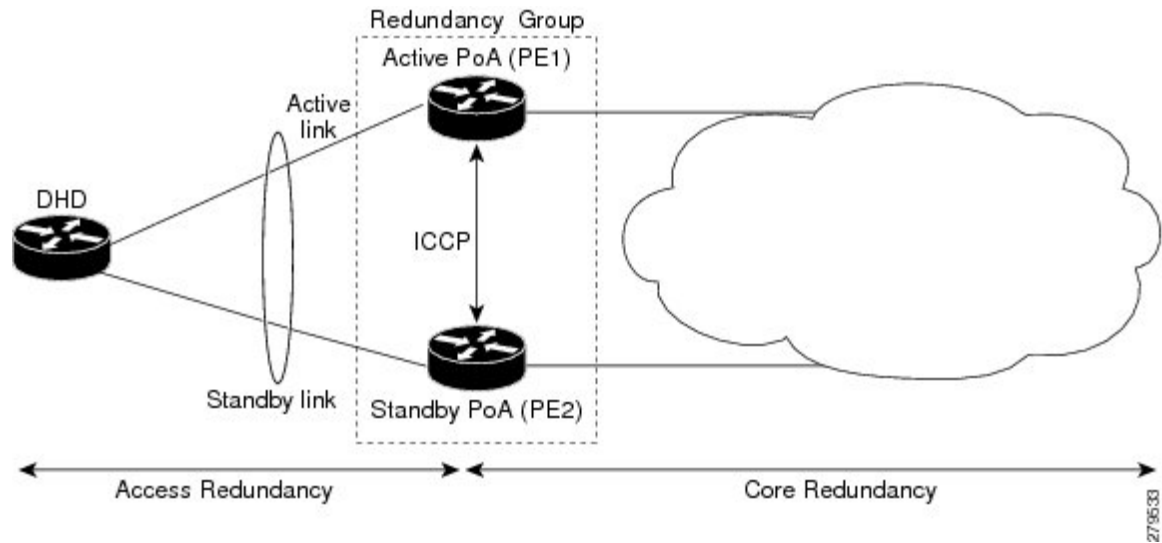 Redundancy Group
Active PoA (PE1)
Active
link
DHD
ICCP
Standby link
Standby PoA (PE2)
Access Redundancy
Core Redundancy
279533